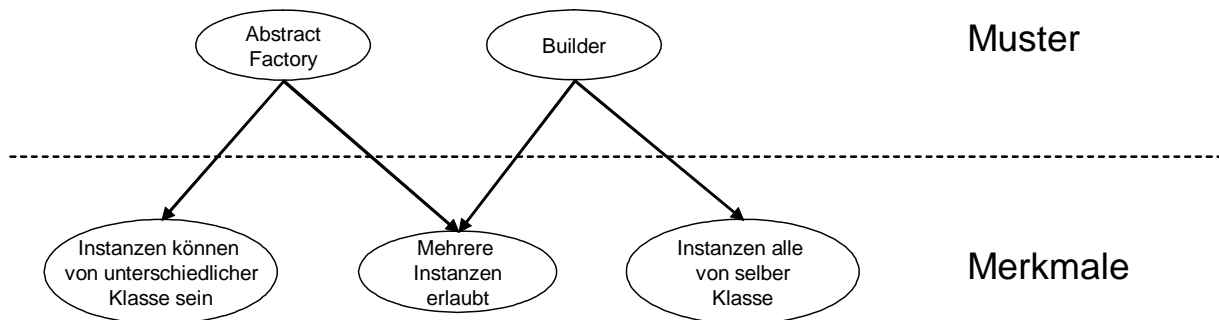 Abstract
Factory
Builder
Muster
Instanzen können
von unterschiedlicher
Klasse sein
Mehrere
Instanzen
erlaubt
Instanzen alle
von selber
Klasse
Merkmale